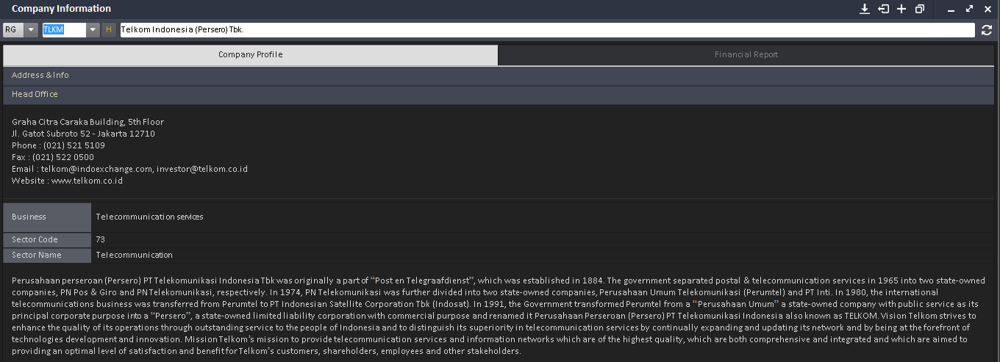 Company Information
RG TLKM H Telkom Indonesia (Persero) Tbk.
Company Profile Financial Report
Address & Info
Head Office
Graha Citra Caraka Building, 5th Floor
Jl. Gatot Subroto 52 - Jakarta 12710
Phone : (021) 521 5109
Fax : (021) 522 0500
Email : telkom@indoexchange.com, investor@telkom.co.id
Website : www.telkom.co.id
Business Telecommunication services
Sector Code 73
Sector Name Telecommunication
Perusahaan perseroan (Persero) PT Telekomunikasi Indonesia Tbk was originally a part of “Post en Telegraafdienst”, which was established in 1884. The government separated postal & telecommunication services in 1965 into two state-owned
companies, PN Pos & Giro and PN Telekomunikasi, respectively. In 1974, PN Telekomunikasi was further divided into two state-owned companies, Perusahaan Umum Telekomunikasi (Perumtel) and PT Inti. In 1980, the international
telecommunications business was transferred from Perumtel to PT Indonesian Satellite Corporation Tbk (Indosat). In 1991, the Government transformed Perumtel from a “Perusahaan Umum” a state-owned company with public service as its
principal corporate purpose into a “Persero”, a state-owned limited liability corporation with commercial purpose and renamed it Perusahaan Perseroan (Persero) PT Telekomunikasi Indonesia also known as TELKOM. Vision Telkom strives to
enhance the quality of its operations through outstanding service to the people of Indonesia and to distinguish its superiority in telecommunication services by continually expanding and updating its network and by being at the forefront of
technologies development and innovation. Mission Telkom's mission to provide telecommunication services and information networks which are of the highest quality, which are both comprehensive and integrated and which are aimed to
providing an optimal level of satisfaction and benefit for Telkom's customers, shareholders, employees and other stakeholders.